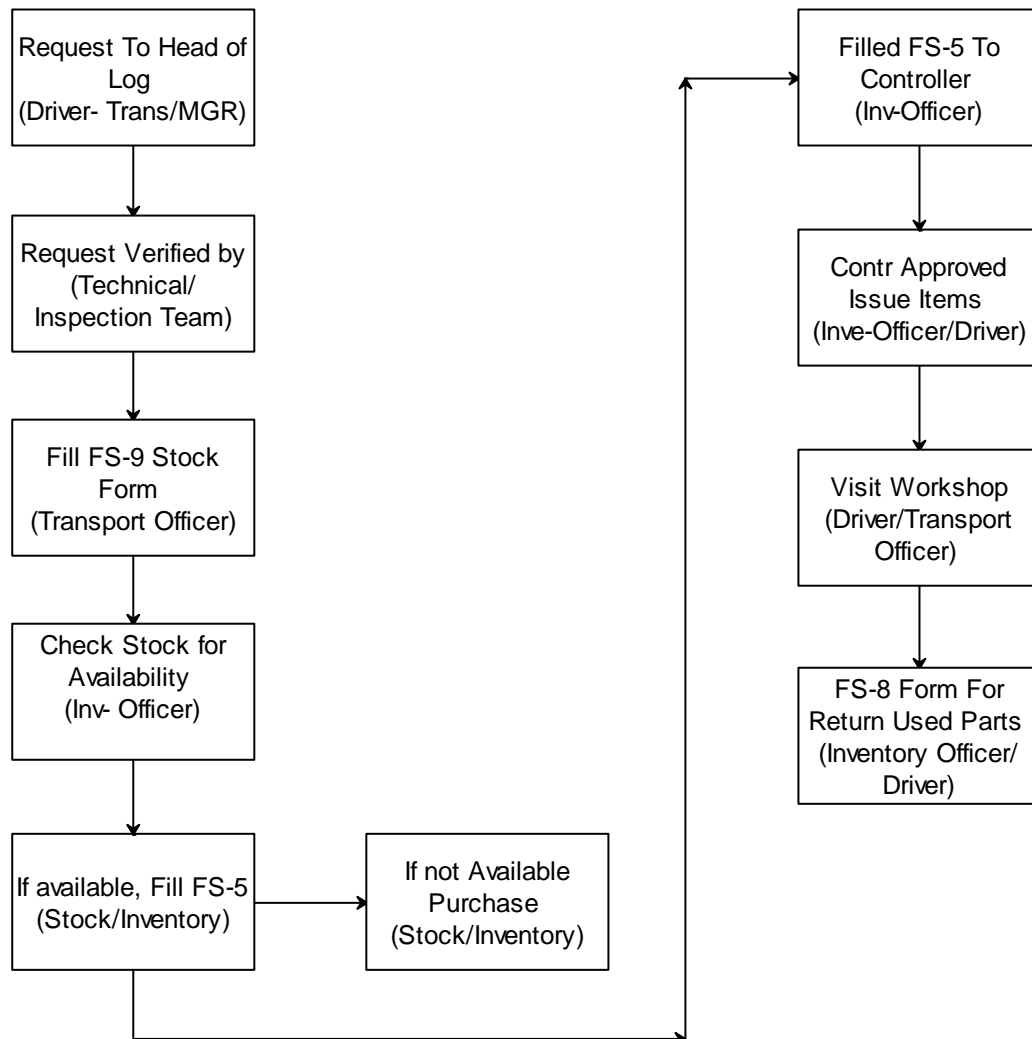 Request To Head of
Log
(Driver- Trans/MGR)
Request Verified by
(Technical/
Inspection Team)
Fill FS-9 Stock
Form
(Transport Officer)
Check Stock for
Availability
(Inv- Officer)
If available, Fill FS-5
(Stock/Inventory)
If not Available
Purchase
(Stock/Inventory)
Filled FS-5 To
Controller
(Inv-Officer)
Contr Approved
Issue Items
(Inve-Officer/Driver)
Visit Workshop
(Driver/Transport
Officer)
FS-8 Form For
Return Used Parts
(Inventory Officer/
Driver)